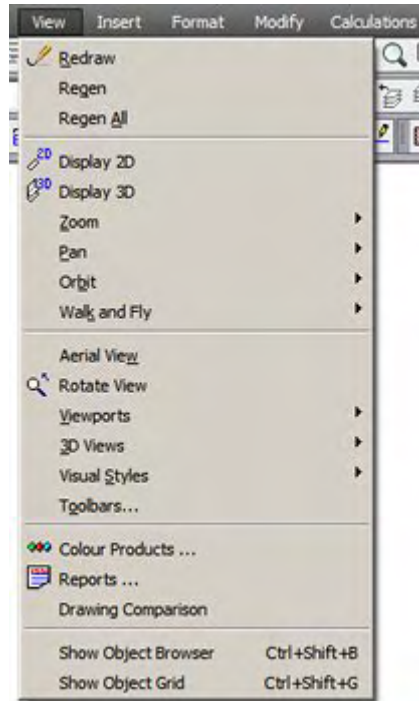 View Insert Format Modify Calculations
Redraw
Regen
Regen All
2D Display 2D
3D Display 3D
Zoom
Pan
Orbit
Walk and Fly
Aerial View
Rotate View
Viewports
3D Views
Visual Styles
Toolbars...
Colour Products ...
Reports ...
Drawing Comparison
Show Object Browser Ctrl+Shift+B
Show Object Grid Ctrl+Shift+G